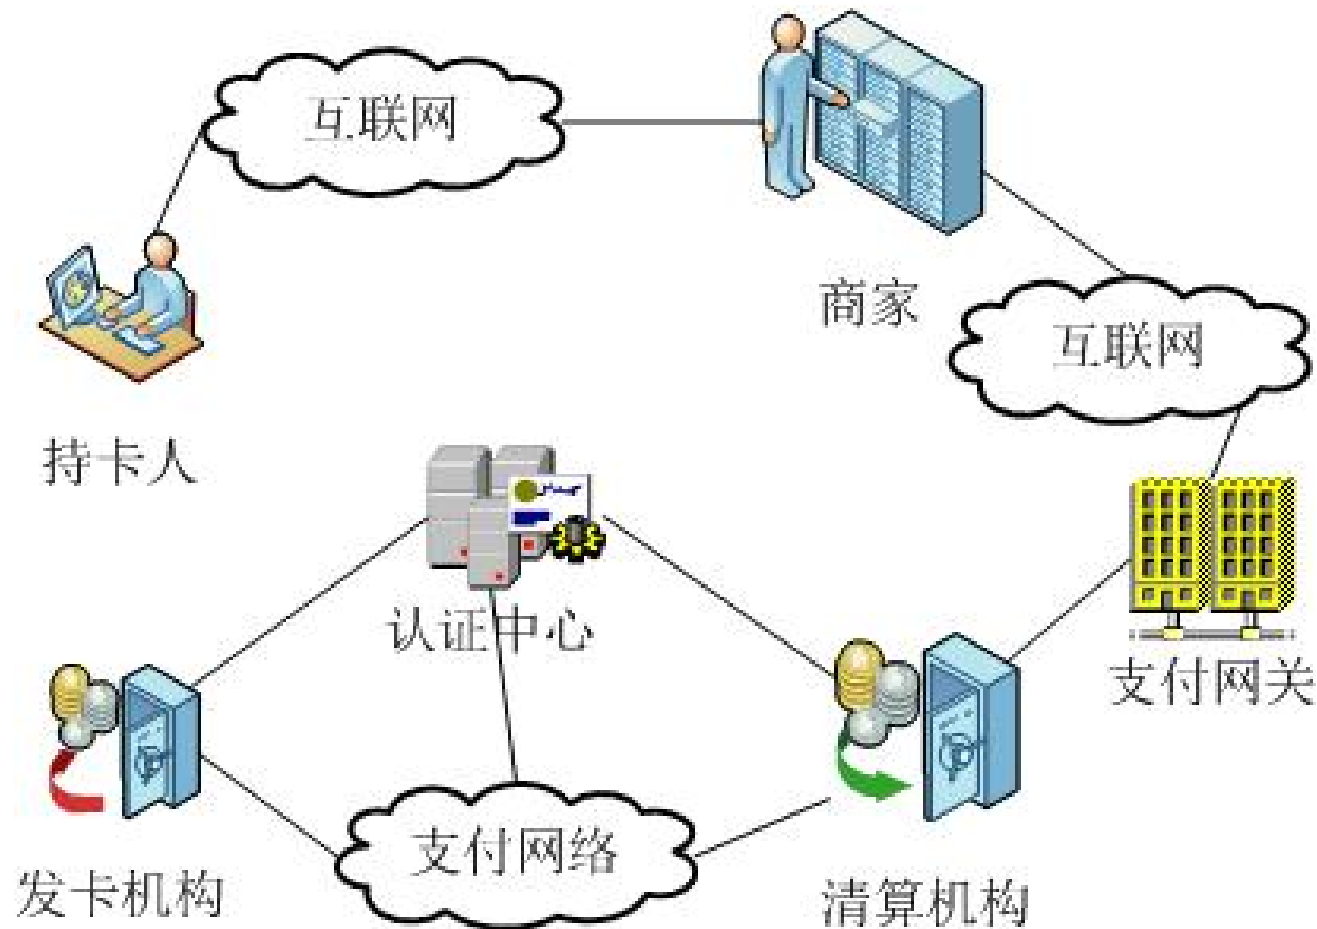 互联网
商家
互联网
持卡人
认证中心
支付网关
支付网络
发卡机构
清算机构